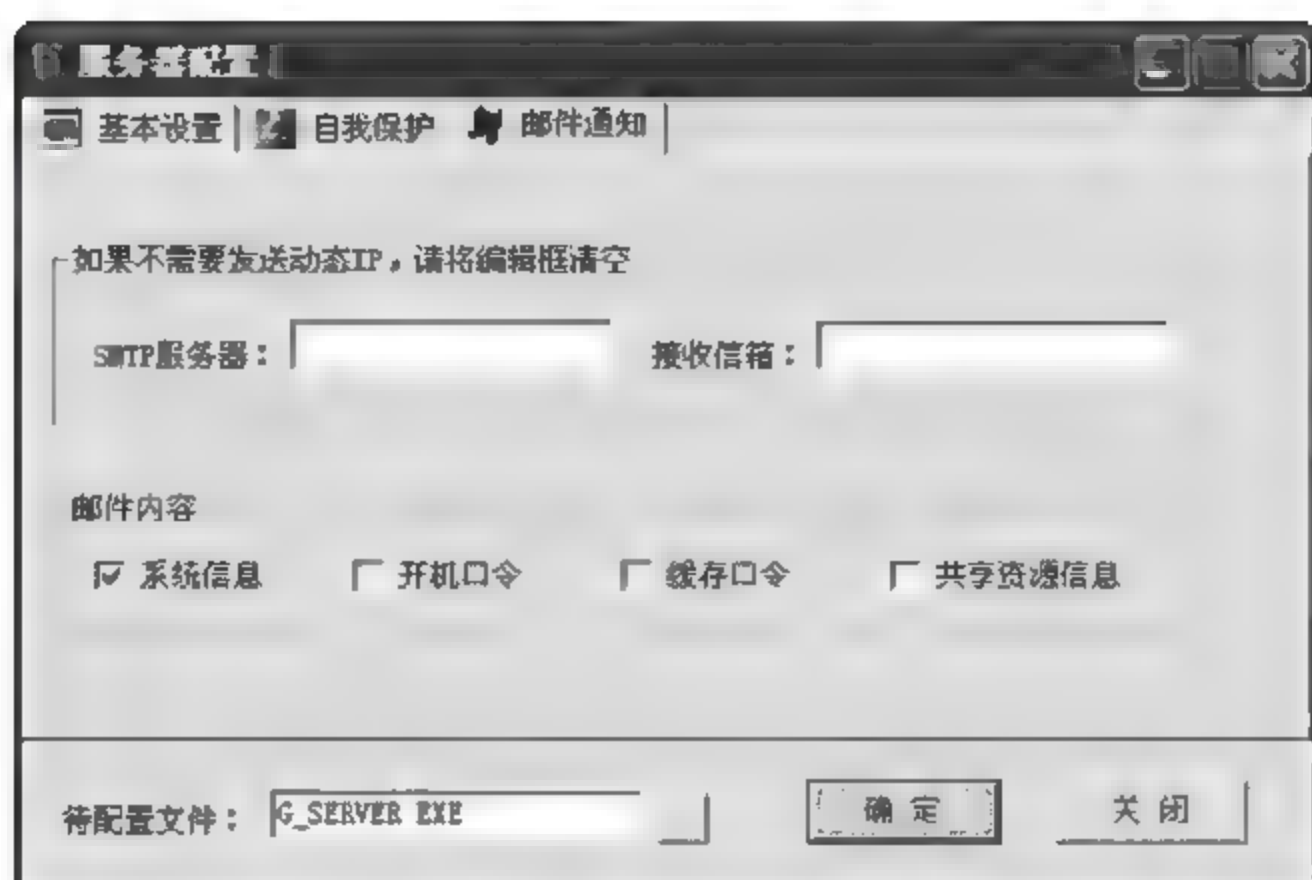 服务器配置
基本设置 自我保护 邮件通知
如果不需要发送动态IP，请将编辑框清空
SMTP服务器： 接收信箱：
邮件内容
系统信息 开机口令 缓存口令 共享资源信息
待配置文件： G_SERVER EXE 确定 关闭